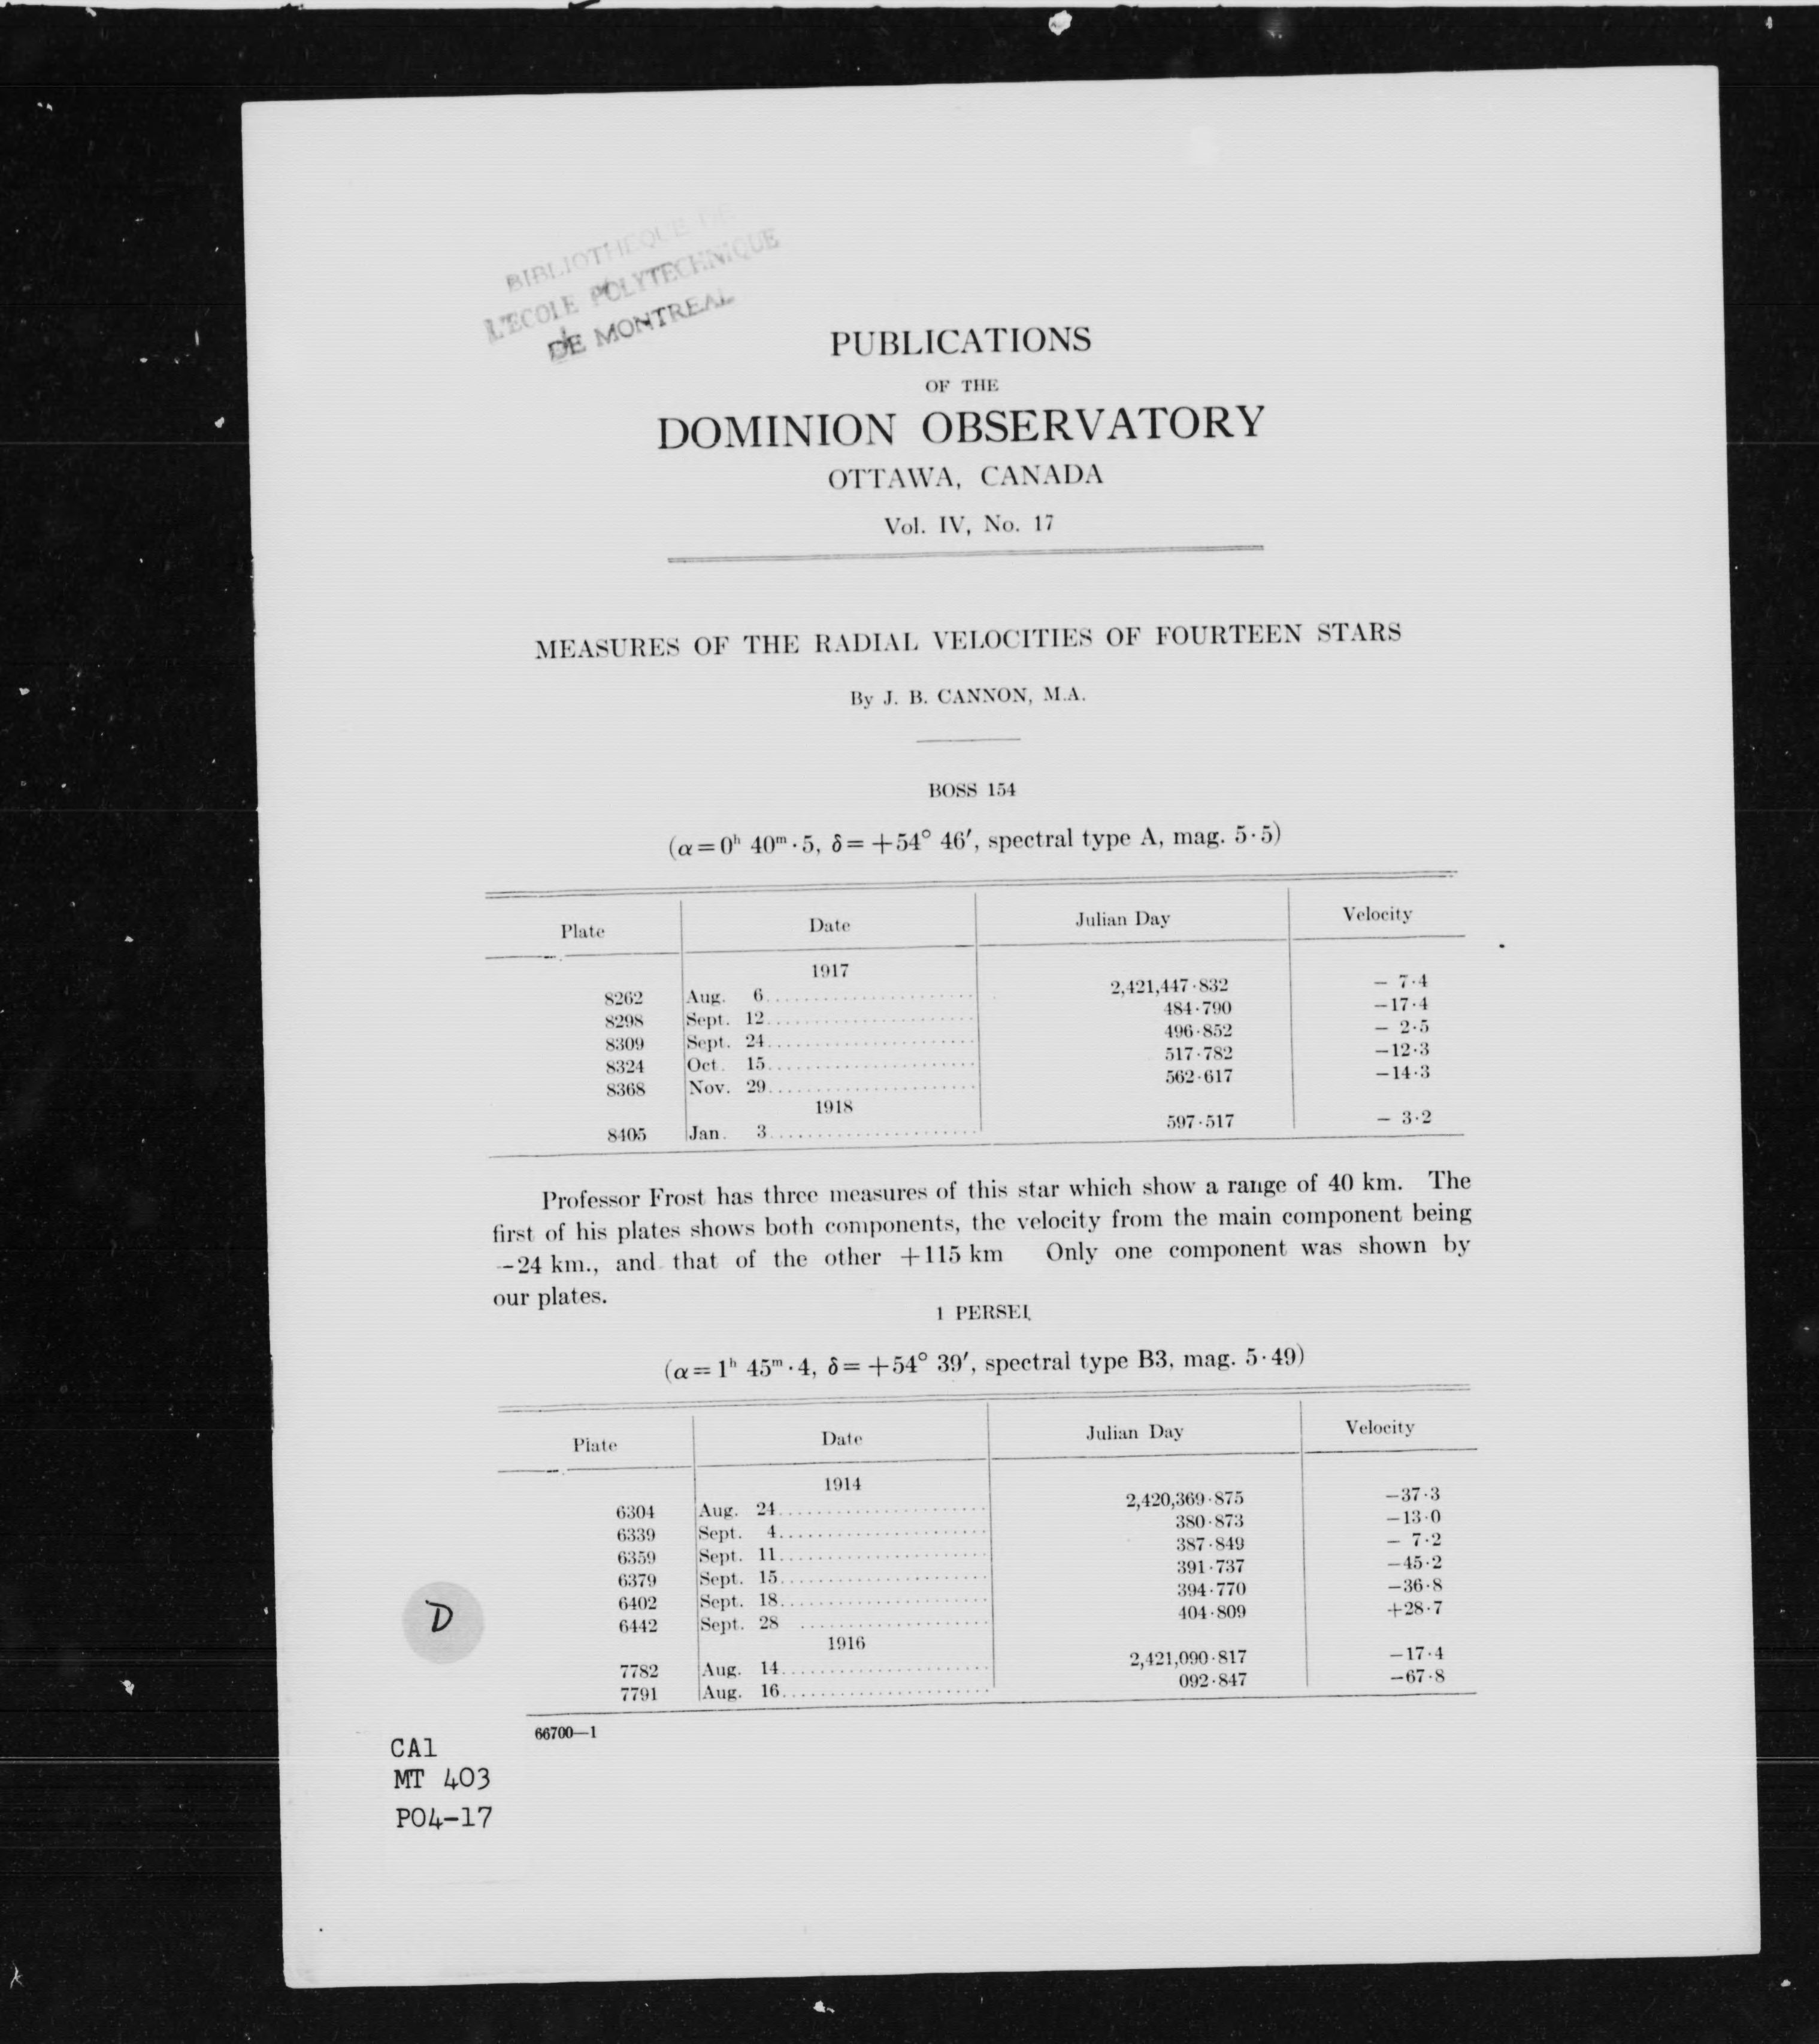 BIBLIOTHEQUE DE
L'ECOLE POLYTECHNIQUE
DE MONTREAL
PUBLICATIONS
OF THE
DOMINION OBSERVATORY
OTTAWA, CANADA
Vol. IV, No. 17
MEASURES OF THE RADIAL VELOCITIES OF FOURTEEN STARS
By J. B. CANNON, M.A.
BOSS 154
(α=0ʰ 40ᵐ·5, δ=+54° 46′, spectral type A, mag. 5·5)
Plate Date Julian Day Velocity
1917
8262 Aug. 6 2,421,447·832 − 7·4
8298 Sept. 12 484·790 −17·4
8309 Sept. 24 496·852 − 2·5
8324 Oct. 15 517·782 −12·3
8368 Nov. 29 562·617 −14·3
1918
8405 Jan. 3 597·517 − 3·2
Professor Frost has three measures of this star which show a range of 40 km. The
first of his plates shows both components, the velocity from the main component being
−24 km., and that of the other +115 km Only one component was shown by
our plates.
1 PERSEI
(α=1ʰ 45ᵐ·4, δ=+54° 39′, spectral type B3, mag. 5·49)
Plate Date Julian Day Velocity
1914
6304 Aug. 24 2,420,369·875 −37·3
6339 Sept. 4 380·873 −13·0
6359 Sept. 11 387·849 − 7·2
6379 Sept. 15 391·737 −45·2
6402 Sept. 18 394·770 −36·8
6442 Sept. 28 404·809 +28·7
1916
7782 Aug. 14 2,421,090·817 −17·4
7791 Aug. 16 092·847 −67·8
66700—1
D
CA1
MT 403
PO4-17